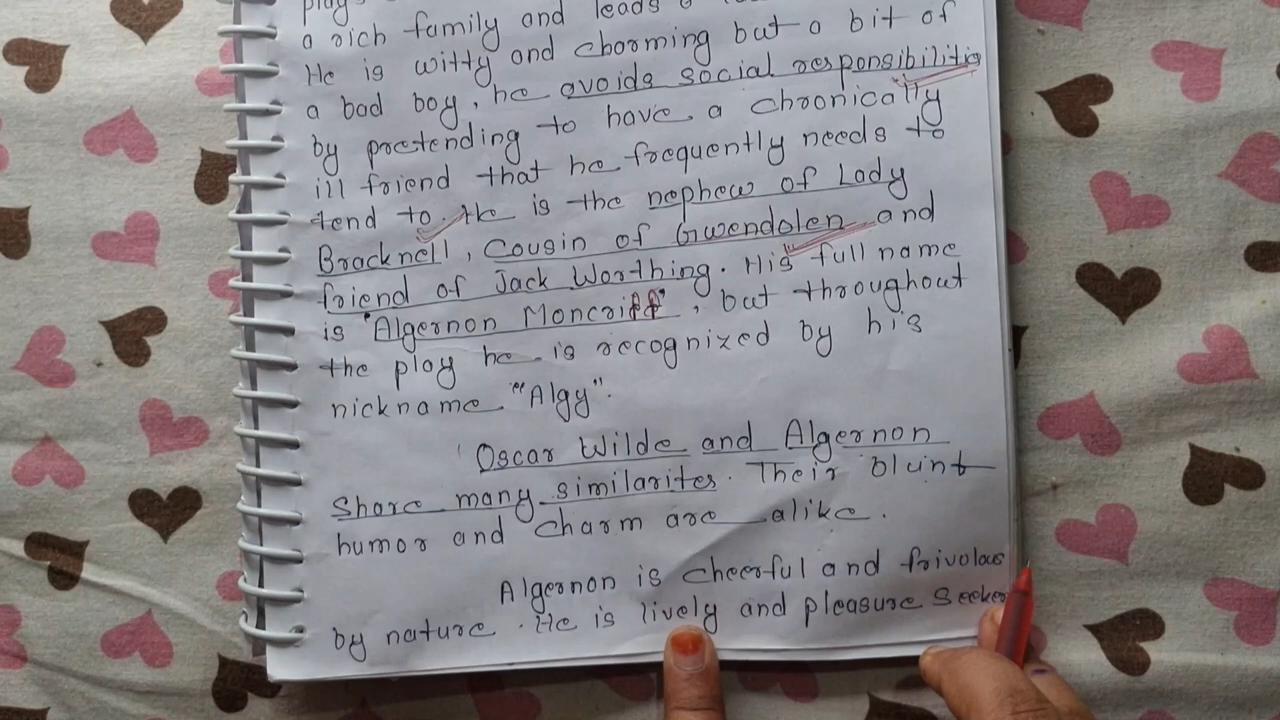 play
a rich family and leads a
He is witty and charming but a bit of
a bad boy, he avoids social responsibilitie
by pretending to have a chronically
ill friend that he frequently needs to
tend to. He is the nephew of Lady
Bracknell, Cousin of Gwendolen and
friend of Jack Worthing. His full name
is "Algernon Moncriff", but throughout
the play he is recognized by his
nickname "Algy".
Oscar Wilde and Algernon
share many similarites. Their blunt
humor and charm are alike.
Algernon is cheerful and frivolous
by nature. He is lively and pleasure seeker